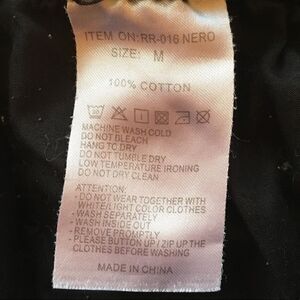 ITEM ON:RR-016 NERO
SIZE: M
100% COTTON
MACHINE WASH COLD
DO NOT BLEACH
HANG TO DRY
DO NOT TUMBLE DRY
LOW TEMPERATURE IRONING
DO NOT DRY CLEAN
ATTENTION:
- DO NOT WEAR TOGETHER WITH
WHITE/LIGHT COLOR CLOTHES
- WASH SEPARATELY
- WASH INSIDE OUT
- REMOVE PROMPTLY
- PLEASE BUTTON UP / ZIP UP THE
CLOTHES BEFORE WASHING
MADE IN CHINA